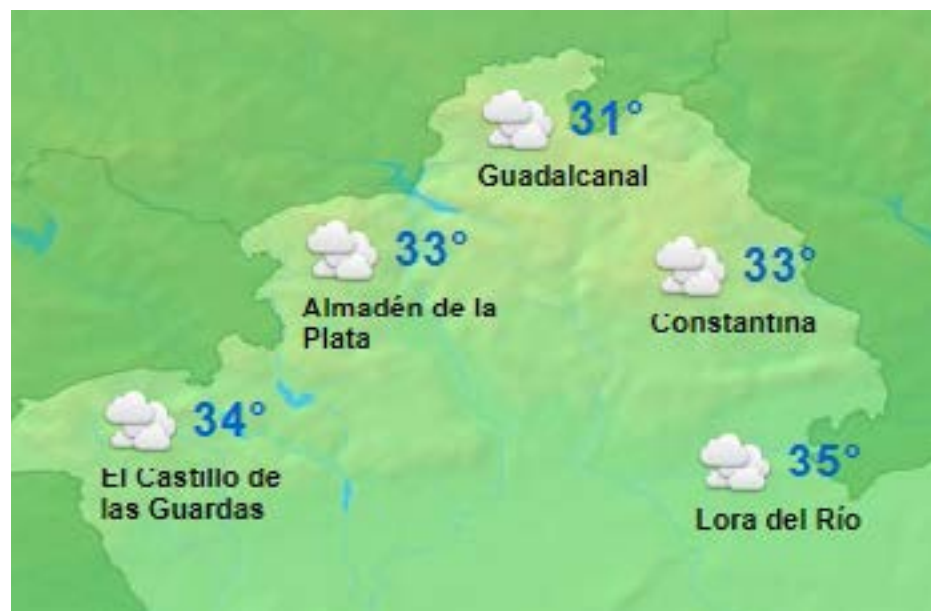 31°
Guadalcanal
33°
Almadén de la
Plata
33°
Constantina
34°
El Castillo de
las Guardas
35°
Lora del Río